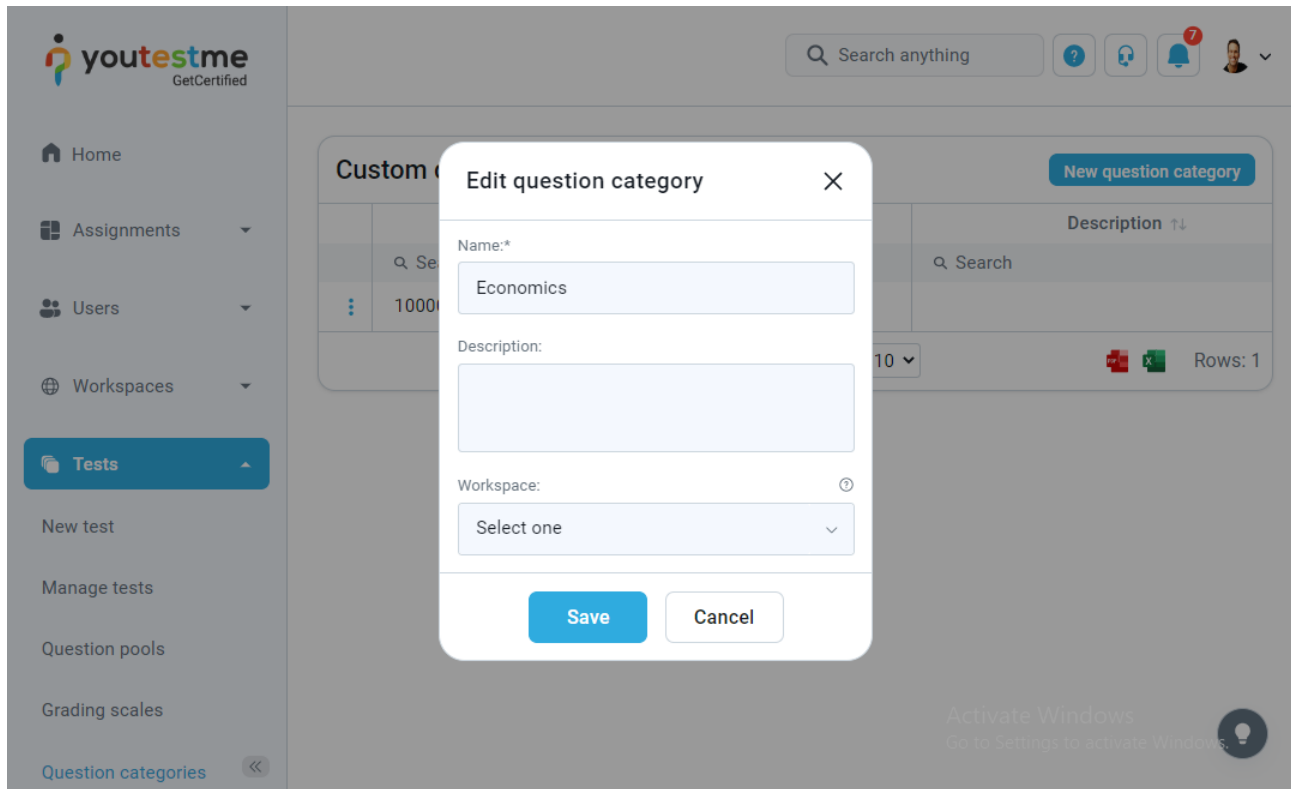 youtestme
GetCertified
Search anything
7
Home
Assignments
Users
Workspaces
Tests
New test
Manage tests
Question pools
Grading scales
Question categories
Custom
New question category
Description
Search
1000
10
Rows: 1
Edit question category
Name:*
Economics
Description:
Workspace:
Select one
Save
Cancel
Activate Windows
Go to Settings to activate Windows.